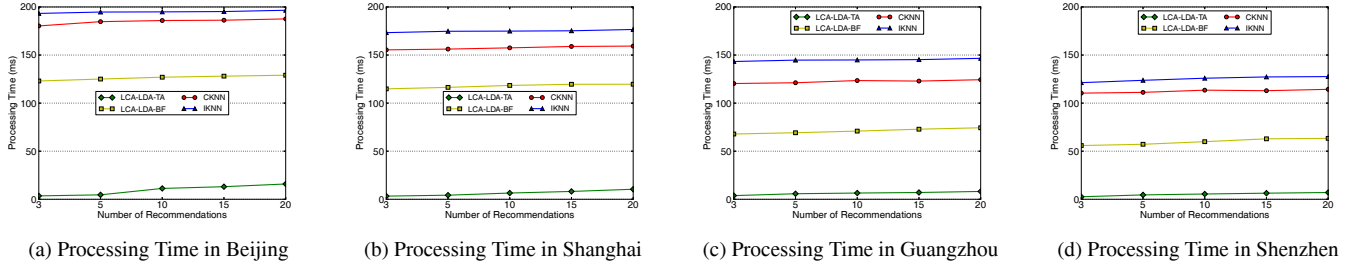 200
150
100
50
0
Processing Time (ms)
LCA-LDA-TA
LCA-LDA-BF
CKNN
IKNN
3 5 10 15 20
Number of Recommendations
(a) Processing Time in Beijing
200
150
100
50
0
Processing Time (ms)
LCA-LDA-TA
LCA-LDA-BF
CKNN
IKNN
3 5 10 15 20
Number of Recommendations
(b) Processing Time in Shanghai
200
150
100
50
0
Processing Time (ms)
LCA-LDA-TA
LCA-LDA-BF
CKNN
IKNN
3 5 10 15 20
Number of Recommendations
(c) Processing Time in Guangzhou
200
150
100
50
0
Processing Time (ms)
LCA-LDA-TA
LCA-LDA-BF
CKNN
IKNN
3 5 10 15 20
Number of Recommendations
(d) Processing Time in Shenzhen